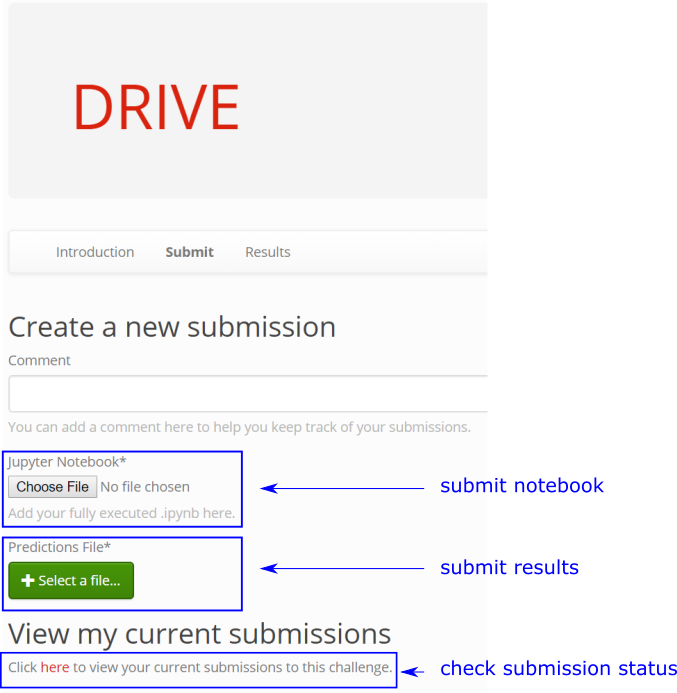 DRIVE
Introduction Submit Results
Create a new submission
Comment
You can add a comment here to help you keep track of your submissions.
Jupyter Notebook*
Choose File No file chosen
submit notebook
Add your fully executed .ipynb here.
Predictions File*
+ Select a file...
submit results
View my current submissions
Click here to view your current submissions to this challenge.
check submission status